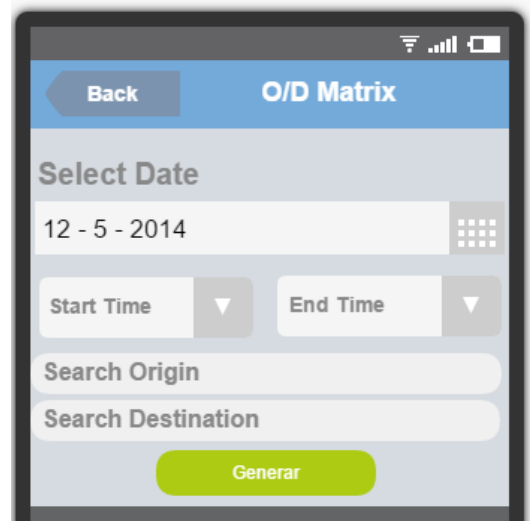 Back O/D Matrix
Select Date
12 - 5 - 2014
Start Time End Time
Search Origin
Search Destination
Generar